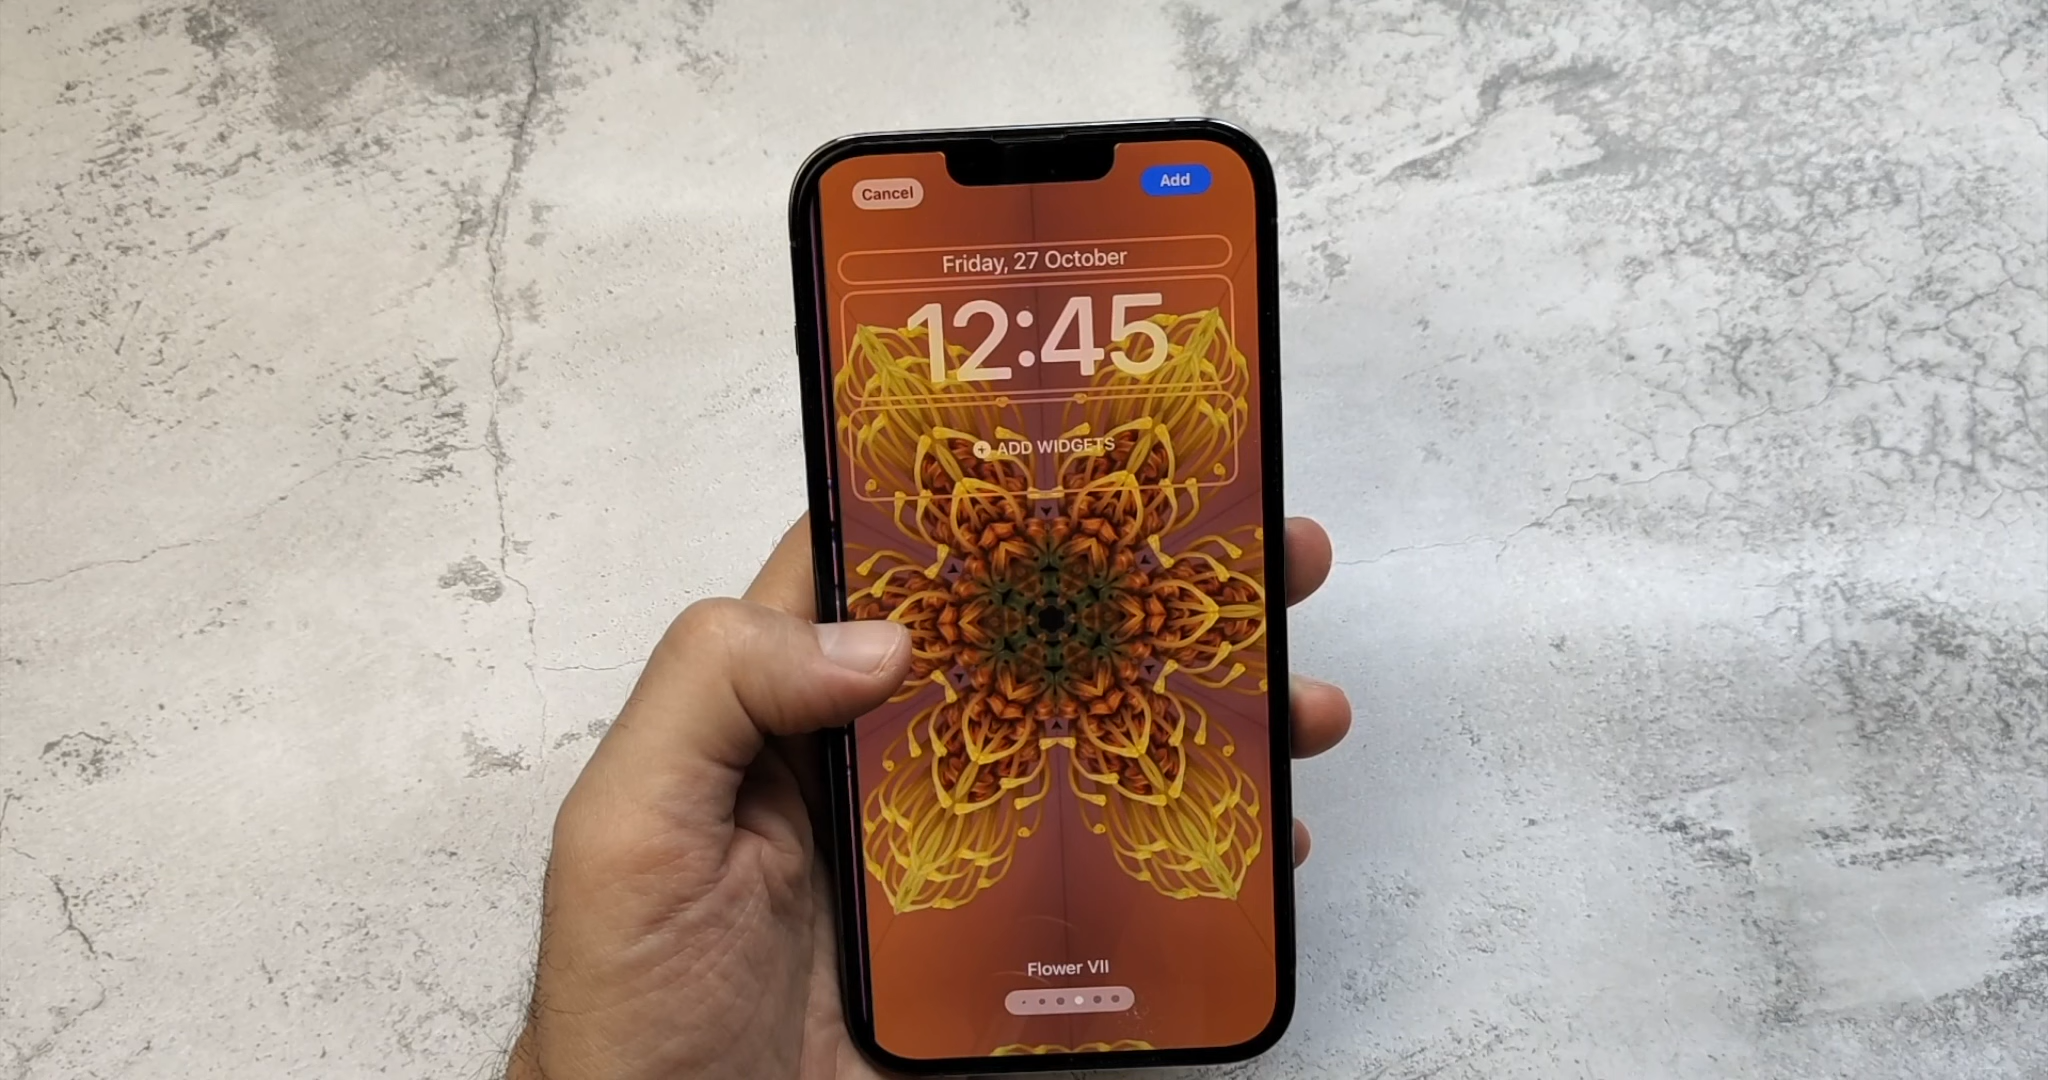 Cancel
Add
Friday, 27 October
12:45
ADD WIDGETS
Flower VII